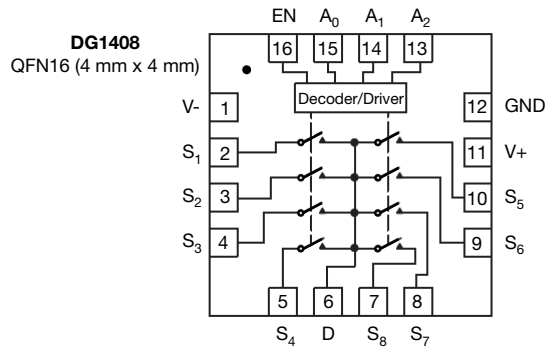 DG1408
QFN16 (4 mm x 4 mm)
EN A0 A1 A2
16 15 14 13
Decoder/Driver
V- 1
12 GND
S1 2
11 V+
S2 3
10 S5
S3 4
9 S6
5 6 7 8
S4 D S8 S7